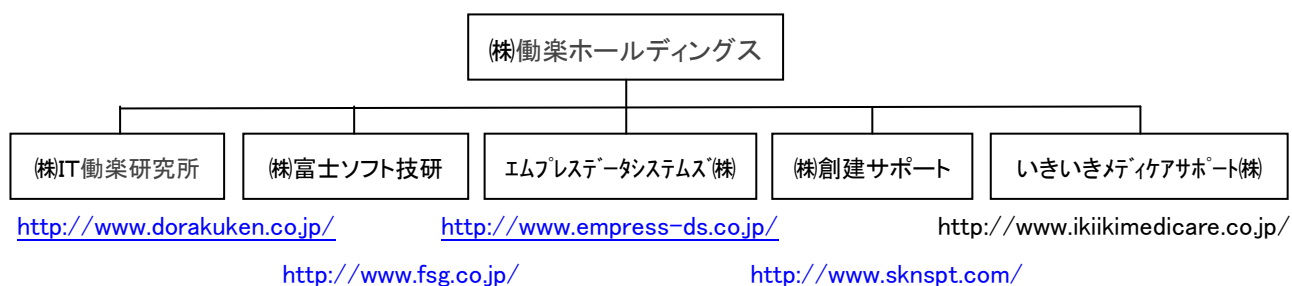 ㈱働楽ホールディングス
㈱IT働楽研究所 ㈱富士ソフト技研 ｴﾑﾌﾟﾚｽﾃﾞｰﾀｼｽﾃﾑｽﾞ㈱ ㈱創建サポート いきいきﾒﾃﾞｨｹｱｻﾎﾟｰﾄ㈱
http://www.dorakuken.co.jp/ http://www.empress-ds.co.jp/ http://www.ikiikimedicare.co.jp/
http://www.fsg.co.jp/ http://www.sknspt.com/